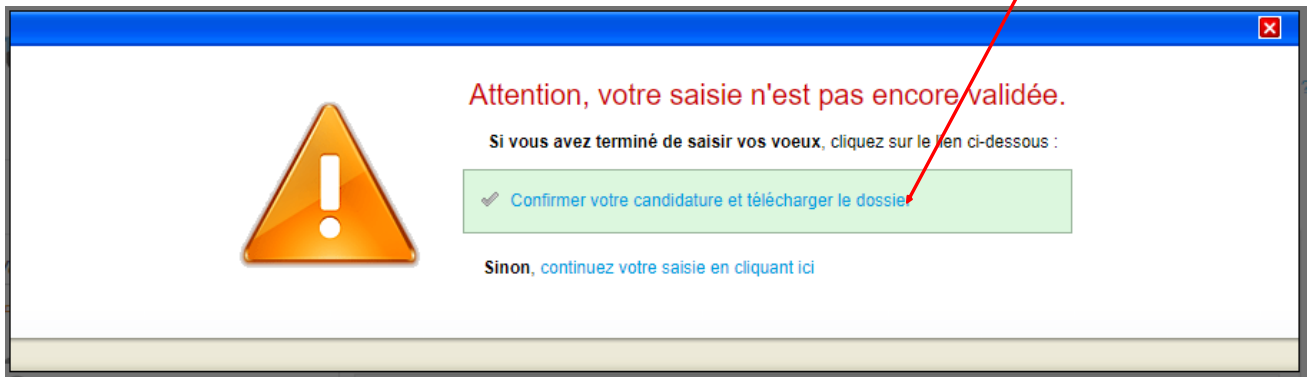 Attention, votre saisie n'est pas encore validée.
Si vous avez terminé de saisir vos voeux, cliquez sur le lien ci-dessous :
Confirmer votre candidature et télécharger le dossier
Sinon, continuez votre saisie en cliquant ici